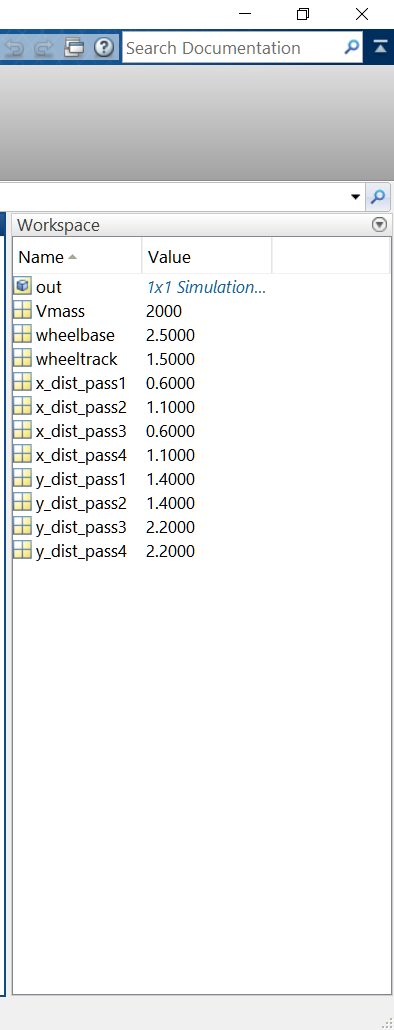 Search Documentation
Workspace
Name Value
out 1x1 Simulation...
Vmass 2000
wheelbase 2.5000
wheeltrack 1.5000
x_dist_pass1 0.6000
x_dist_pass2 1.1000
x_dist_pass3 0.6000
x_dist_pass4 1.1000
y_dist_pass1 1.4000
y_dist_pass2 1.4000
y_dist_pass3 2.2000
y_dist_pass4 2.2000